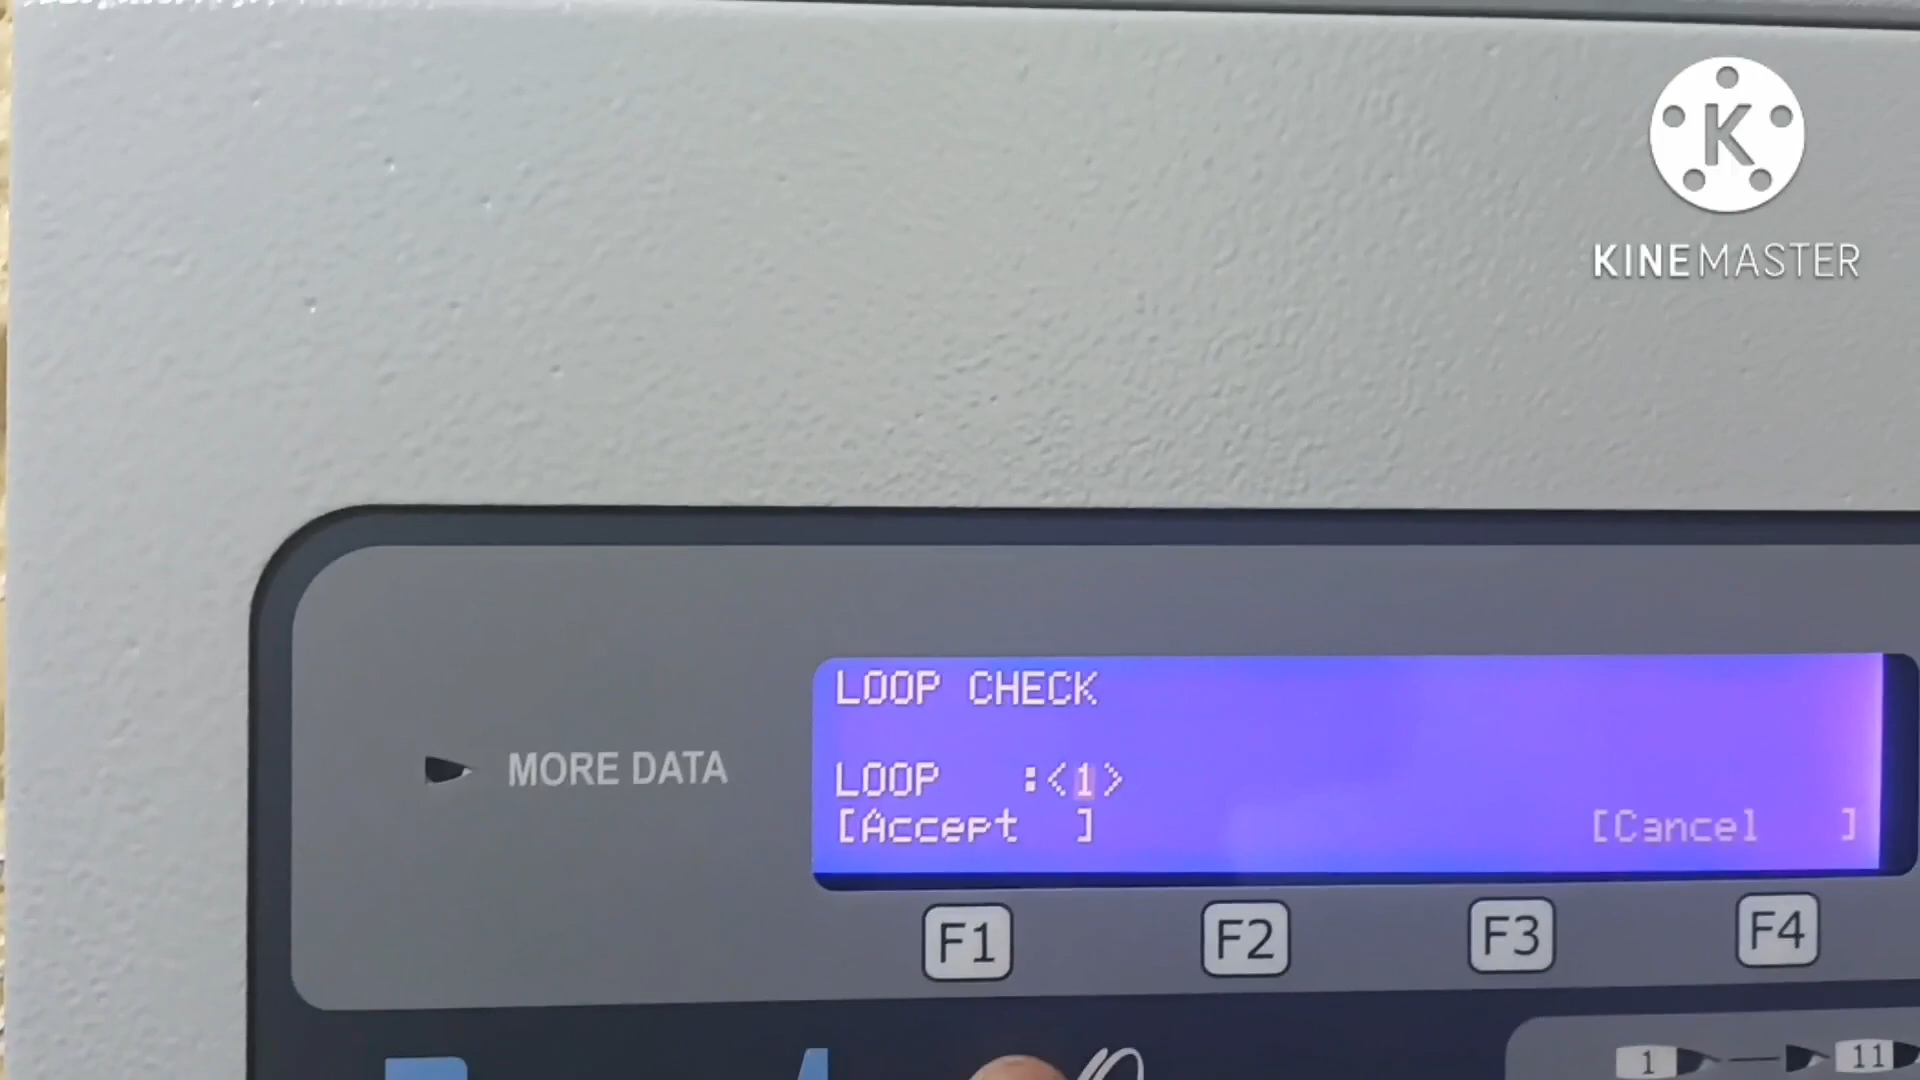 K
KINEMASTER
LOOP CHECK
MORE DATA
LOOP :<1>
[Accept ] [Cancel ]
F1 F2 F3 F4
1 11